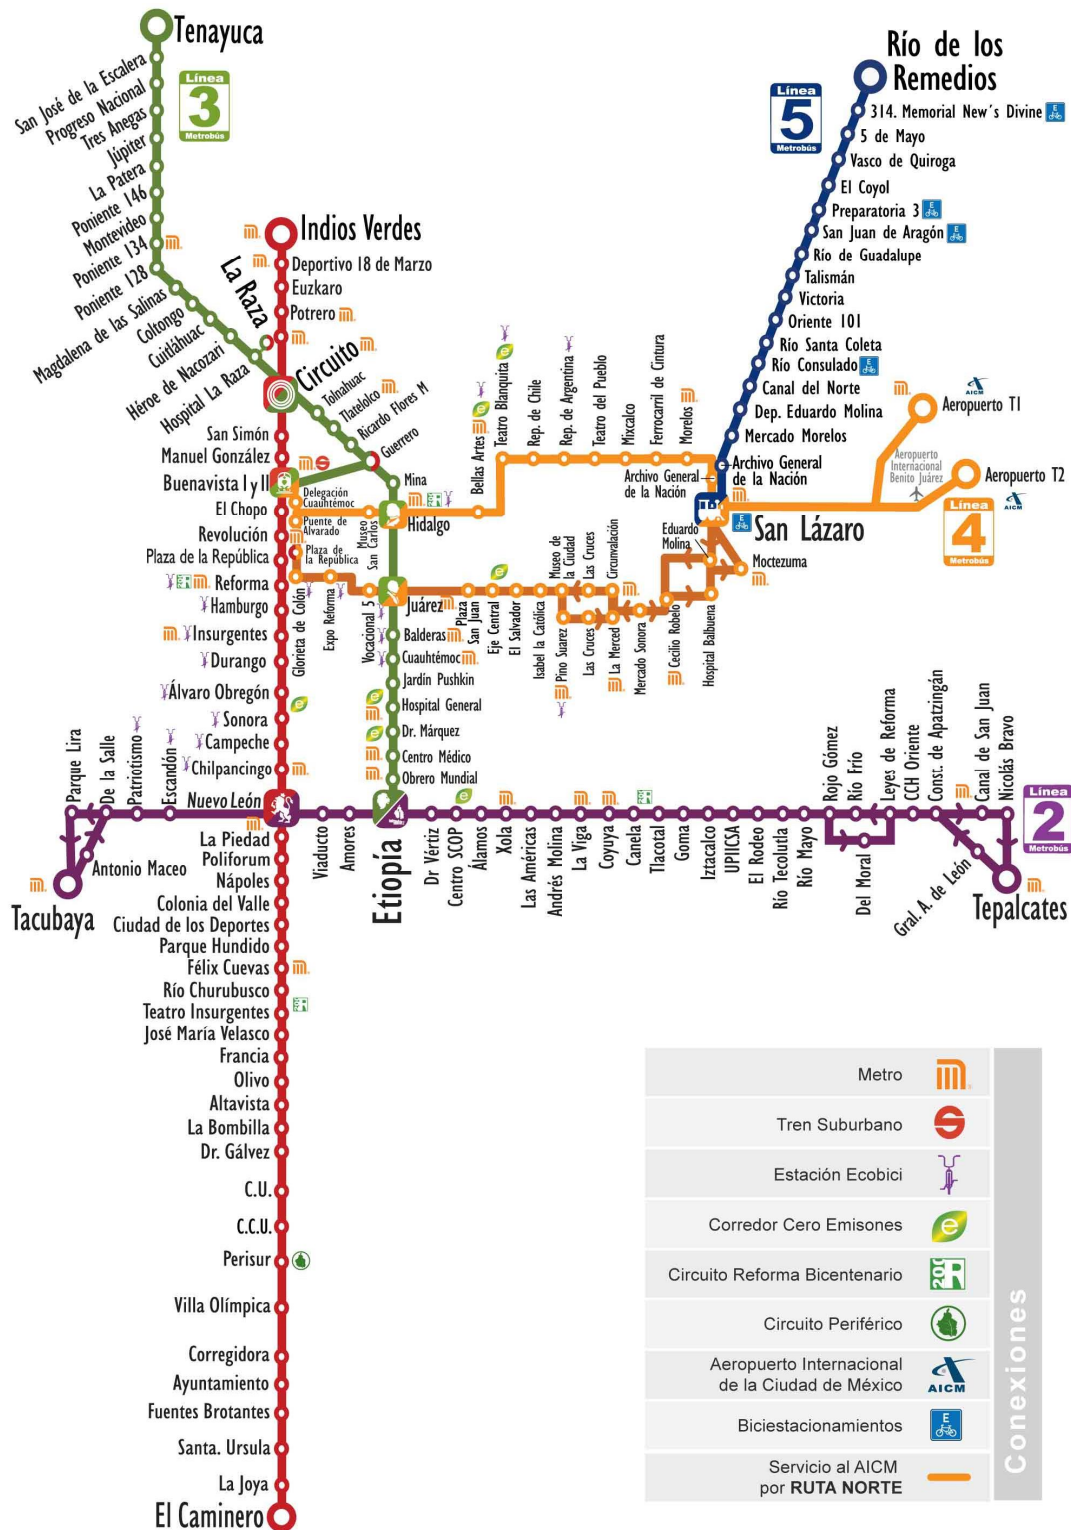 Tenayuca
San José de la Escalera
Progreso Nacional
Tres Anegas
Júpiter
La Patera
Poniente 146
Montevideo
Poniente 134
Poniente 128
Magdalena de las Salinas
Coltongo
Cuitláhuac
Héroe de Nacozari
Hospital La Raza
Línea
3
Metrobús
La Raza
Circuito
Tolnahuac
Tlatelolco
Ricardo Flores M
Guerrero
Mina
Hidalgo
Juárez
Balderas
Cuauhtémoc
Jardín Pushkin
Hospital General
Dr. Márquez
Centro Médico
Obrero Mundial
Etiopía
Indios Verdes
Deportivo 18 de Marzo
Euzkaro
Potrero
San Simón
Manuel González
Buenavista I y II
El Chopo
Revolución
Plaza de la República
Reforma
Hamburgo
Insurgentes
Durango
Álvaro Obregón
Sonora
Campeche
Chilpancingo
Nuevo León
La Piedad
Poliforum
Nápoles
Colonia del Valle
Ciudad de los Deportes
Parque Hundido
Félix Cuevas
Río Churubusco
Teatro Insurgentes
José María Velasco
Francia
Olivo
Altavista
La Bombilla
Dr. Gálvez
C.U.
C.C.U.
Perisur
Villa Olímpica
Corregidora
Ayuntamiento
Fuentes Brotantes
Santa. Ursula
La Joya
El Caminero
Río de los
Remedios
Línea
5
Metrobús
314. Memorial New´s Divine
E
5 de Mayo
Vasco de Quiroga
El Coyol
Preparatoria 3
E
San Juan de Aragón
E
Río de Guadalupe
Talismán
Victoria
Oriente 101
Río Santa Coleta
Río Consulado
E
Canal del Norte
Dep. Eduardo Molina
Mercado Morelos
Archivo General
de la Nación
San Lázaro
E
Delegación
Cuauhtémoc
Puente de
Alvarado
Plaza de
la República
Museo
San Carlos
Bellas Artes
Teatro Blanquita
Rep. de Chile
Rep. de Argentina
Teatro del Pueblo
Mixcalco
Ferrocarril de Cintura
Morelos
Archivo General
de la Nación
Aeropuerto T1
AICM
Aeropuerto
Internacional
Benito Juárez
Aeropuerto T2
AICM
Línea
4
Metrobús
Glorieta de Colón
Expo Reforma
Vocacional 5
Plaza
San Juan
Eje Central
El Salvador
Isabel la Católica
Museo de
la Ciudad
Las Cruces
Circunvalación
Pino Suarez
Las Cruces
La Merced
Mercado Sonora
Cecilio Robelo
Hospital Balbuena
Eduardo
Molina
Moctezuma
Tacubaya
Parque Lira
Antonio Maceo
De la Salle
Patriotismo
Escandón
Viaducto
Amores
Dr Vértiz
Centro SCOP
Álamos
Xola
Las Américas
Andrés Molina
La Viga
Coyuya
Canela
Tlacotal
Goma
Iztacalco
UPIICSA
El Rodeo
Río Tecolutla
Río Mayo
Rojo Gómez
Río Frío
Del Moral
Leyes de Reforma
CCH Oriente
Const. de Apatzingán
Canal de San Juan
Nicolás Bravo
Gral. A. de León
Tepalcates
Línea
2
Metrobús
Metro
Tren Suburbano
Estación Ecobici
Corredor Cero Emisones
Circuito Reforma Bicentenario
Circuito Periférico
Aeropuerto Internacional
de la Ciudad de México
AICM
Biciestacionamientos
E
Servicio al AICM
por RUTA NORTE
Conexiones